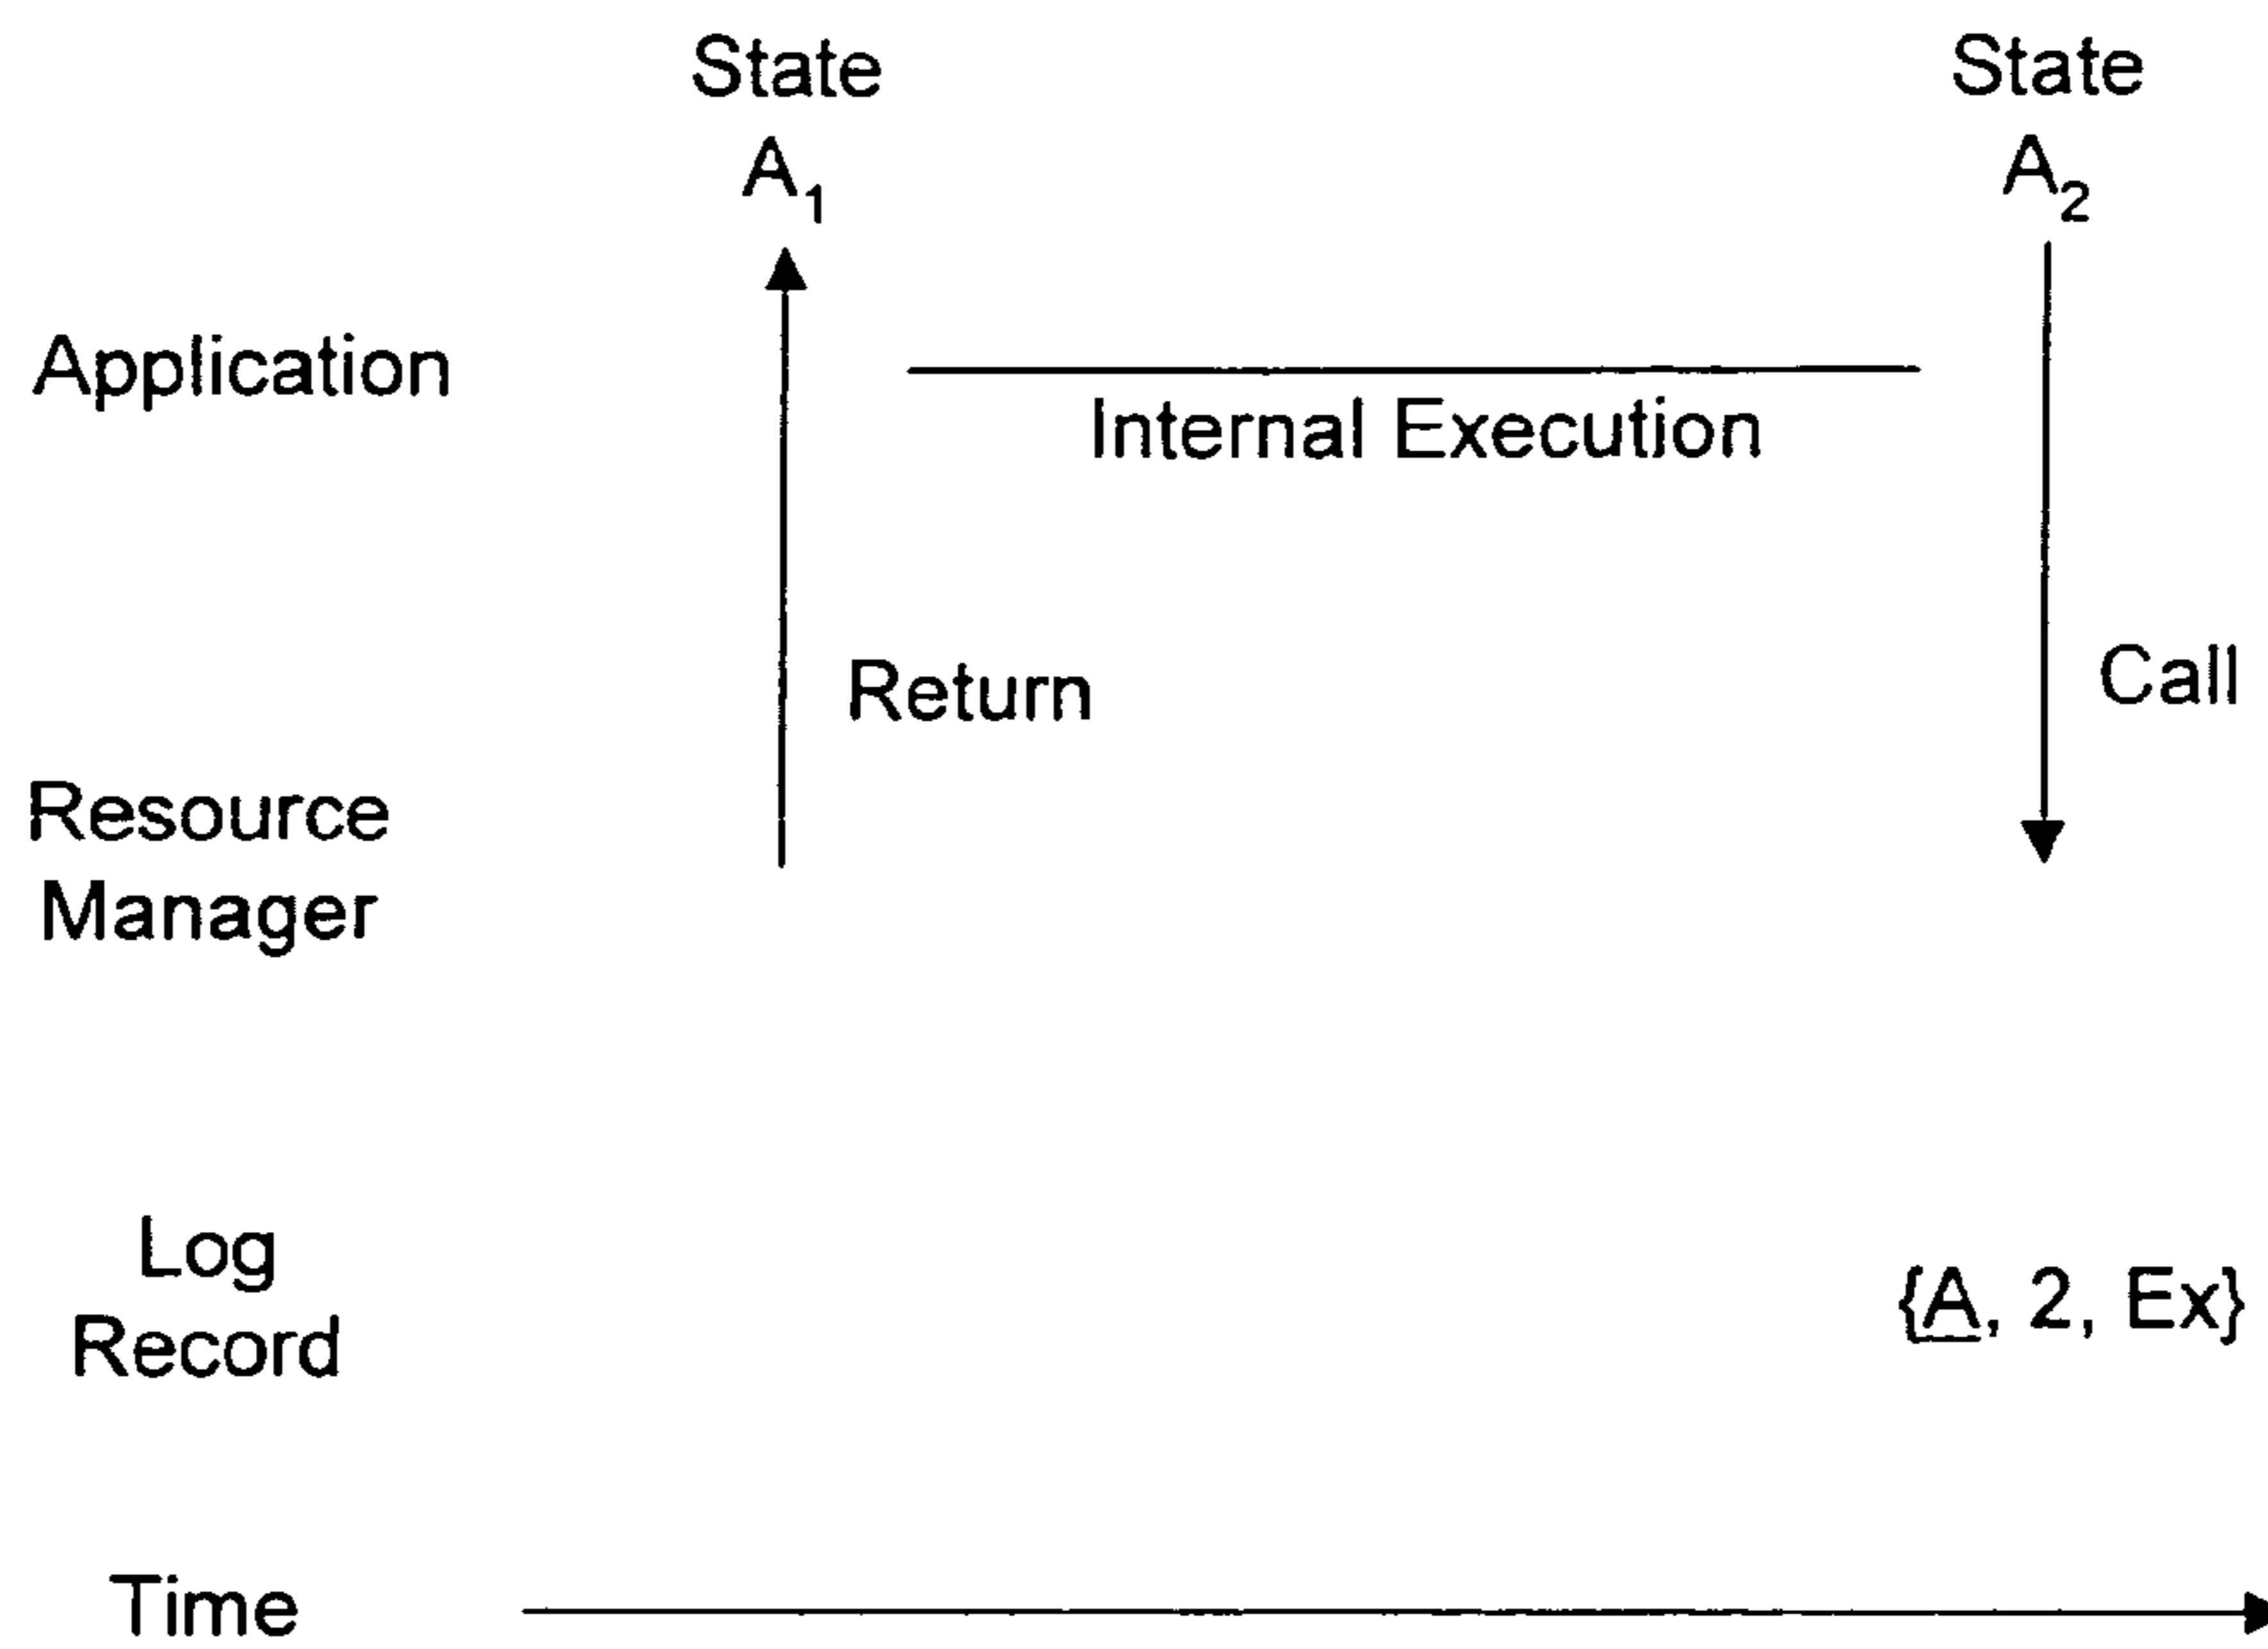 State
A₁
State
A₂
Application
Internal Execution
Return
Call
Resource
Manager
Log
Record
{A, 2, Ex}
Time